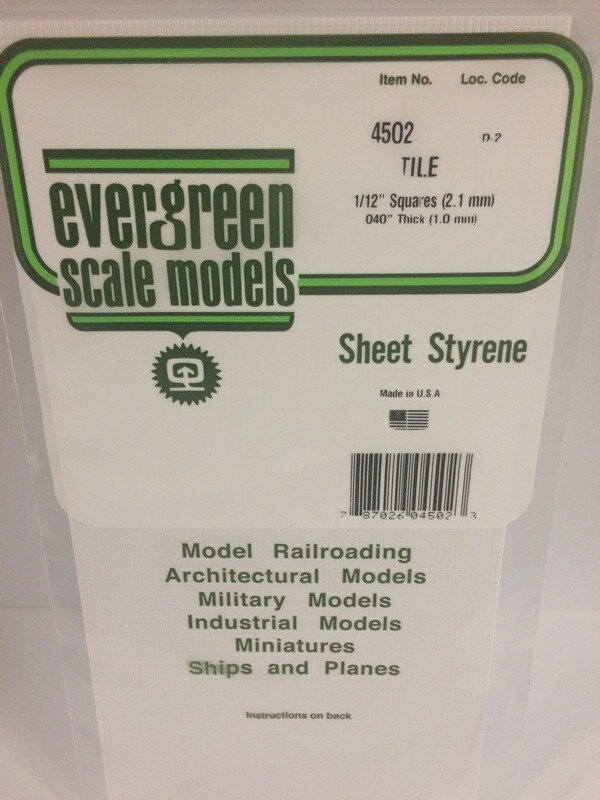 Item No. Loc. Code
4502 D-2
TILE
1/12" Squares (2.1 mm)
040" Thick (1.0 mm)
evergreen
scale models
Sheet Styrene
Made in U.S.A
7 87026 04502 3
Model Railroading
Architectural Models
Military Models
Industrial Models
Miniatures
Ships and Planes
Instructions on back